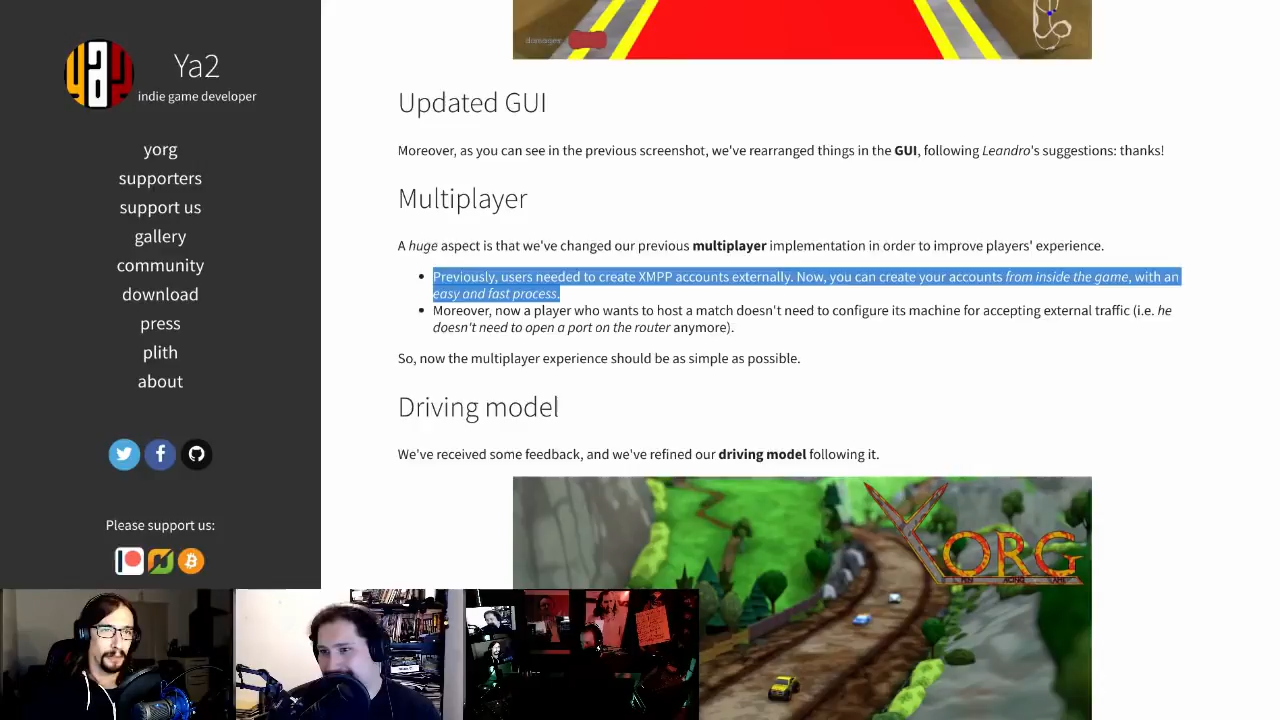 Ya2
indie game developer
yorg
supporters
support us
gallery
community
download
press
plith
about
Please support us:
Updated GUI
Moreover, as you can see in the previous screenshot, we've rearranged things in the GUI, following Leandro's suggestions: thanks!
Multiplayer
A huge aspect is that we've changed our previous multiplayer implementation in order to improve players' experience.
Previously, users needed to create XMPP accounts externally. Now, you can create your accounts from inside the game, with an
easy and fast process.
Moreover, now a player who wants to host a match doesn't need to configure its machine for accepting external traffic (i.e. he
doesn't need to open a port on the router anymore).
So, now the multiplayer experience should be as simple as possible.
Driving model
We've received some feedback, and we've refined our driving model following it.
YORG